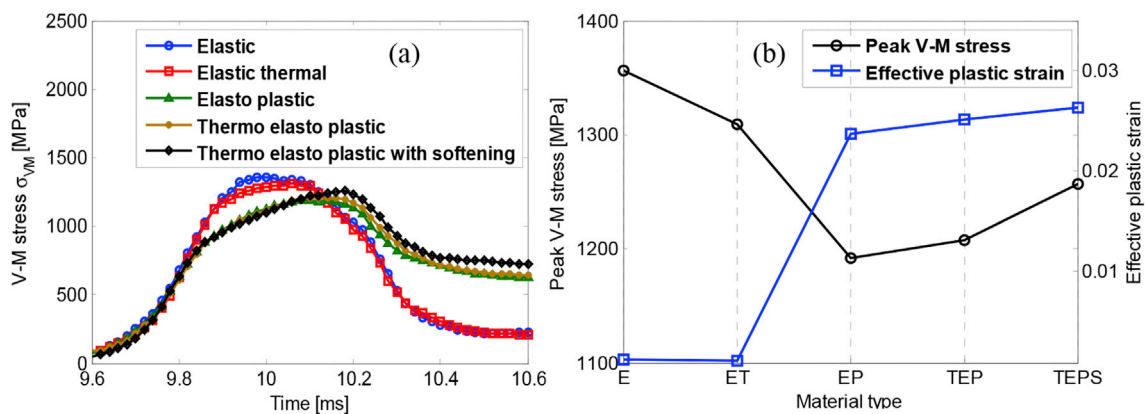 (a)
V-M stress σVM [MPa]
2500
2000
1500
1000
500
0
Elastic
Elastic thermal
Elasto plastic
Thermo elasto plastic
Thermo elasto plastic with softening
9.6 9.8 10 10.2 10.4 10.6
Time [ms]
(b)
Peak V-M stress [MPa]
1400
1300
1200
1100
Peak V-M stress
Effective plastic strain
0.03
0.02
0.01
Effective plastic strain
E ET EP TEP TEPS
Material type